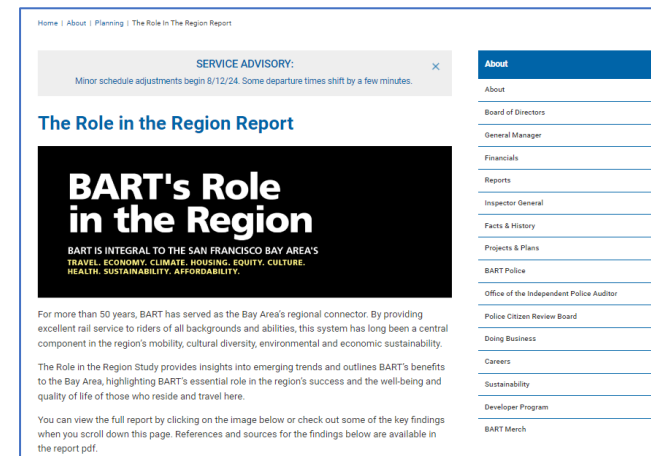 Home | About | Planning | The Role In The Region Report
SERVICE ADVISORY:
×
Minor schedule adjustments begin 8/12/24. Some departure times shift by a few minutes.
The Role in the Region Report
BART's Role
in the Region
BART IS INTEGRAL TO THE SAN FRANCISCO BAY AREA'S
TRAVEL. ECONOMY. CLIMATE. HOUSING. EQUITY. CULTURE.
HEALTH. SUSTAINABILITY. AFFORDABILITY.
For more than 50 years, BART has served as the Bay Area's regional connector. By providing
excellent rail service to riders of all backgrounds and abilities, this system has long been a central
component in the region's mobility, cultural diversity, environmental and economic sustainability.
The Role in the Region Study provides insights into emerging trends and outlines BART's benefits
to the Bay Area, highlighting BART's essential role in the region's success and the well-being and
quality of life of those who reside and travel here.
You can view the full report by clicking on the image below or check out some of the key findings
when you scroll down this page. References and sources for the findings below are available in
the report pdf.
About
About
Board of Directors
General Manager
Financials
Reports
Inspector General
Facts & History
Projects & Plans
BART Police
Office of the Independent Police Auditor
Police Citizen Review Board
Doing Business
Careers
Sustainability
Developer Program
BART Merch